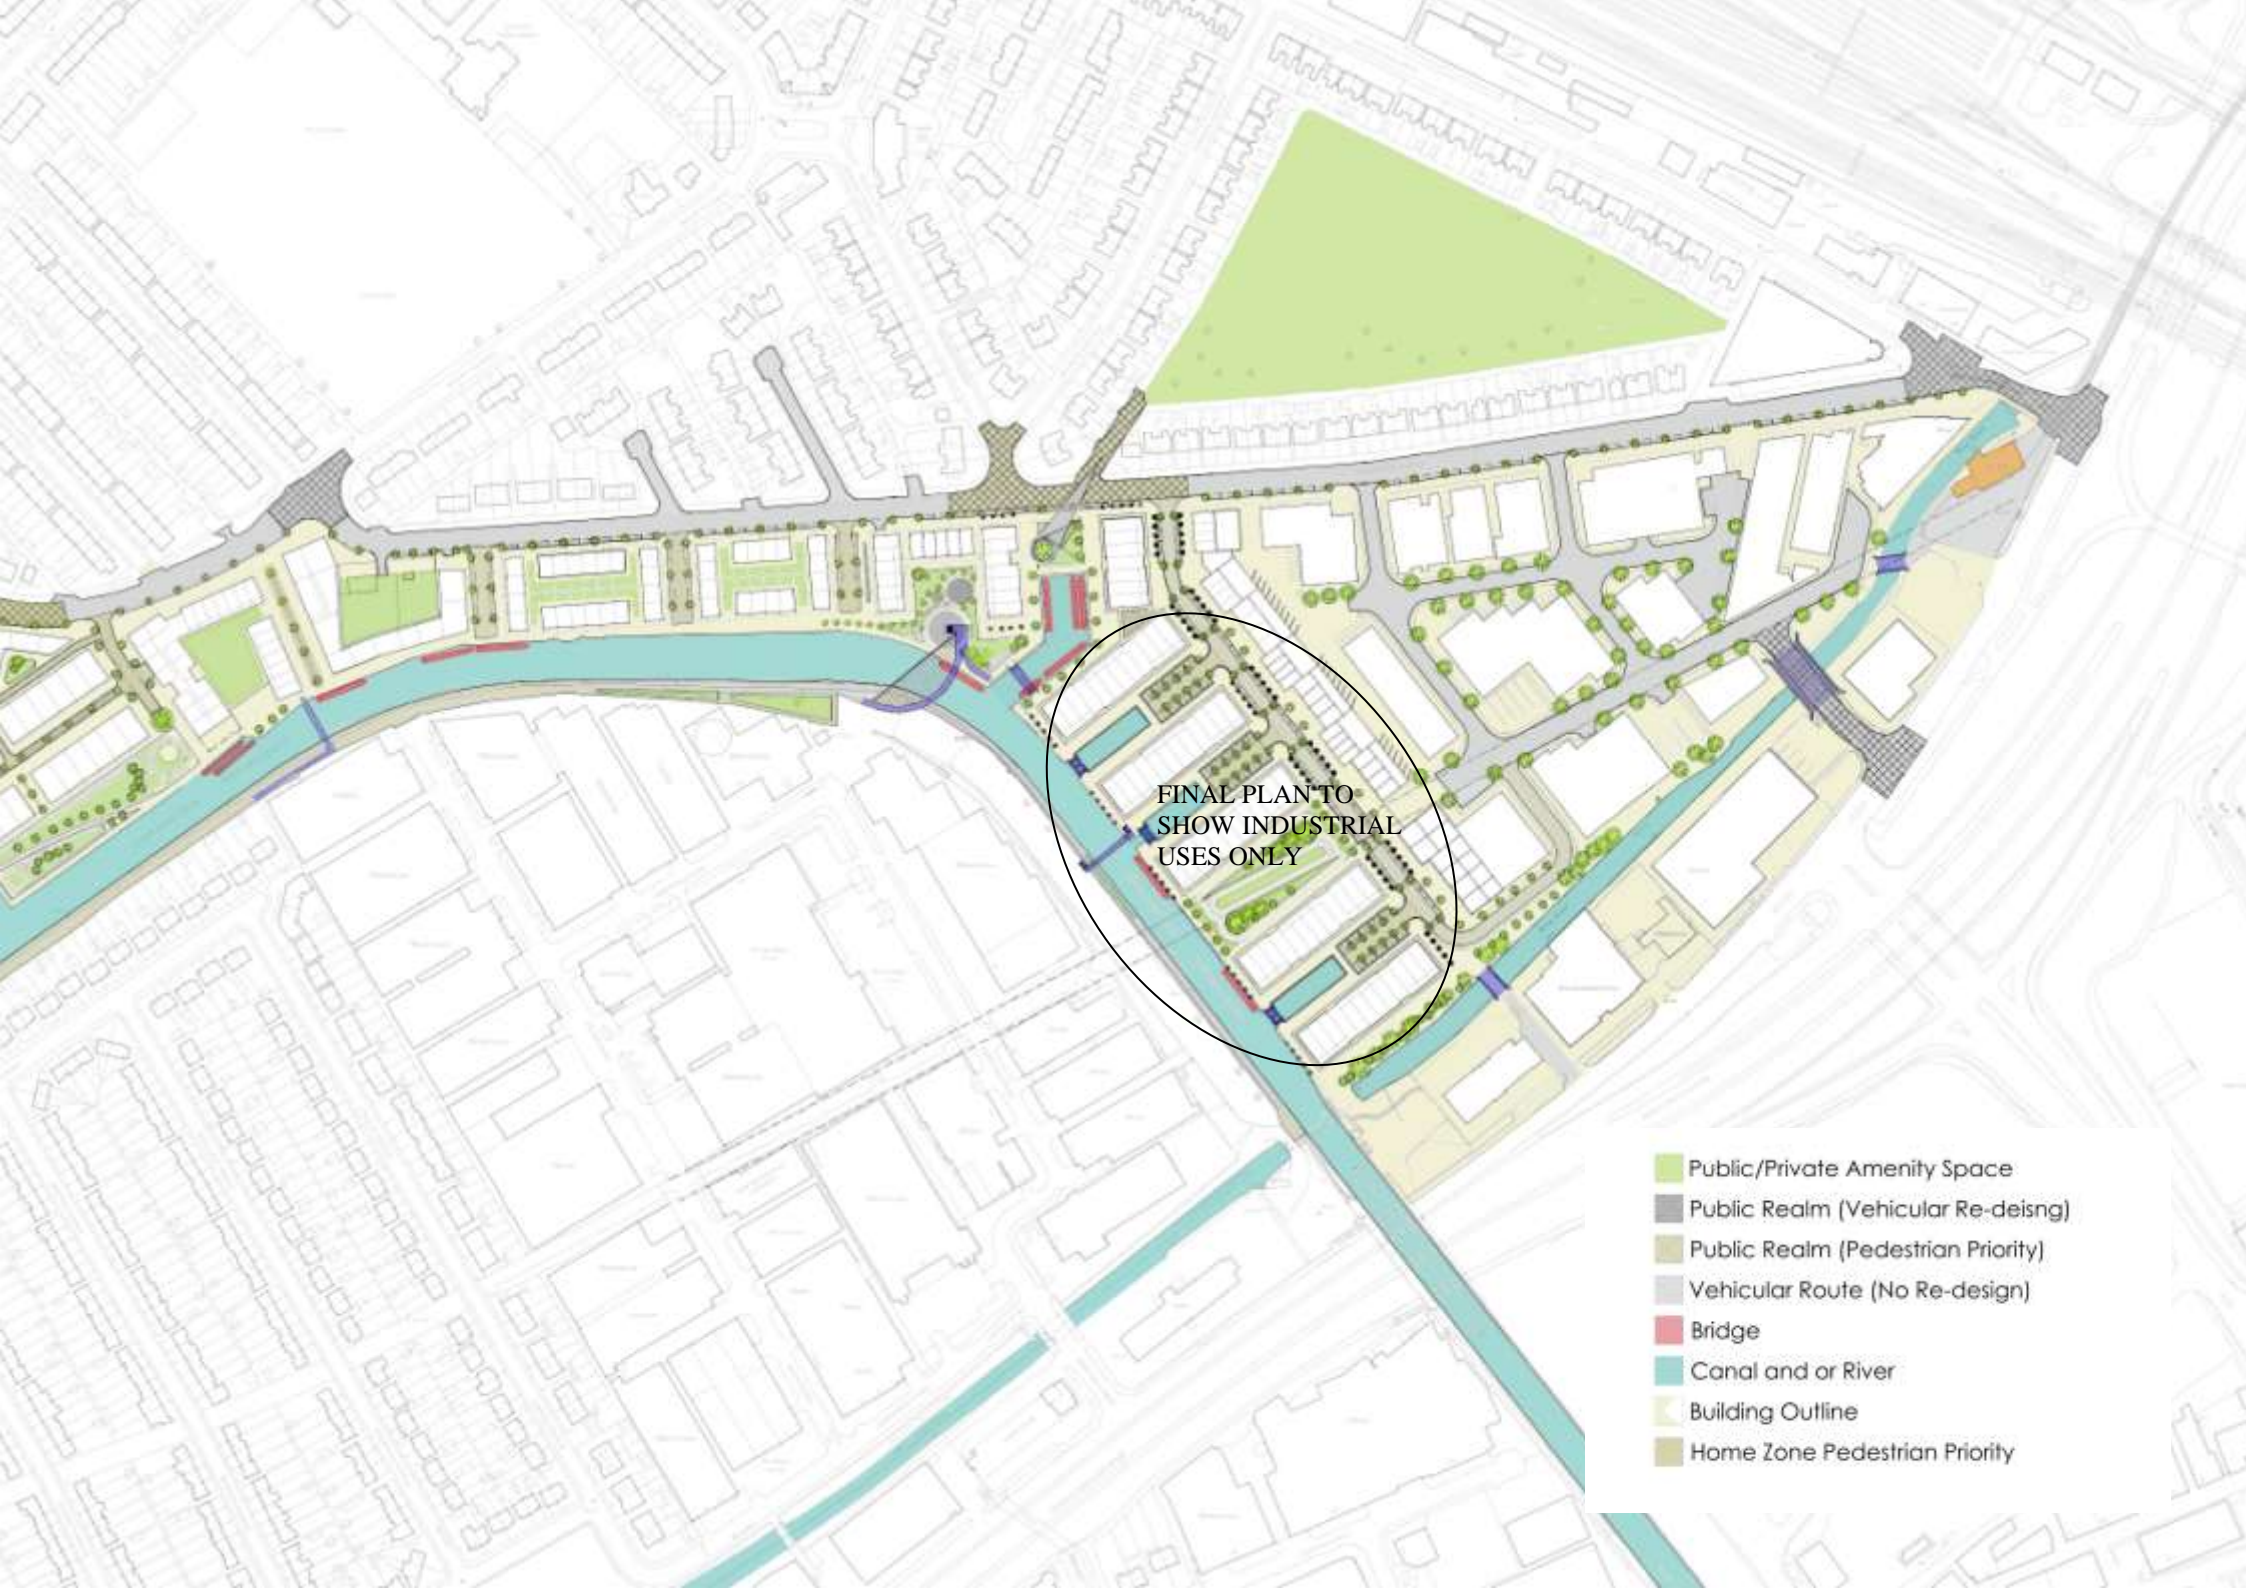 FINAL PLAN TO
SHOW INDUSTRIAL
USES ONLY
Public/Private Amenity Space
Public Realm (Vehicular Re-deisng)
Public Realm (Pedestrian Priority)
Vehicular Route (No Re-design)
Bridge
Canal and or River
Building Outline
Home Zone Pedestrian Priority